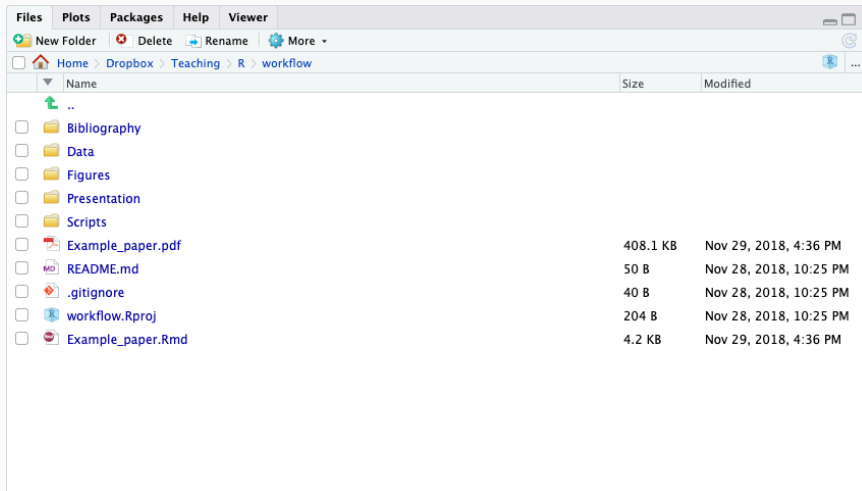 Files Plots Packages Help Viewer
New Folder Delete Rename More
Home Dropbox Teaching R workflow ...
Name Size Modified
..
Bibliography
Data
Figures
Presentation
Scripts
Example_paper.pdf 408.1 KB Nov 29, 2018, 4:36 PM
README.md 50 B Nov 28, 2018, 10:25 PM
.gitignore 40 B Nov 28, 2018, 10:25 PM
workflow.Rproj 204 B Nov 28, 2018, 10:25 PM
Example_paper.Rmd 4.2 KB Nov 29, 2018, 4:36 PM